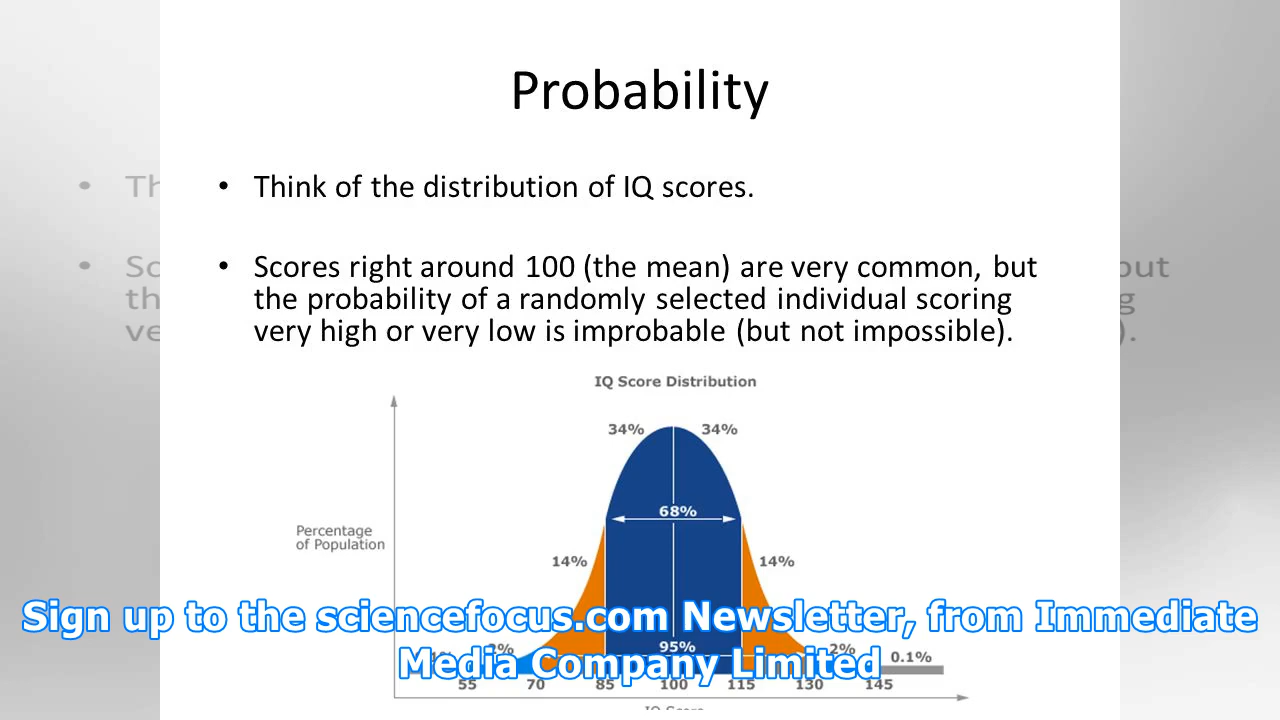 Probability
• Think of the distribution of IQ scores.
• Scores right around 100 (the mean) are very common, but
the probability of a randomly selected individual scoring
very high or very low is improbable (but not impossible).
IQ Score Distribution
34% 34%
68%
Percentage
of Population
14% 14%
Sign up to the sciencefocus.com Newsletter, from Immediate
Media Company Limited
95%
2% 0.1%
55 70 85 100 115 130 145
IQ Score